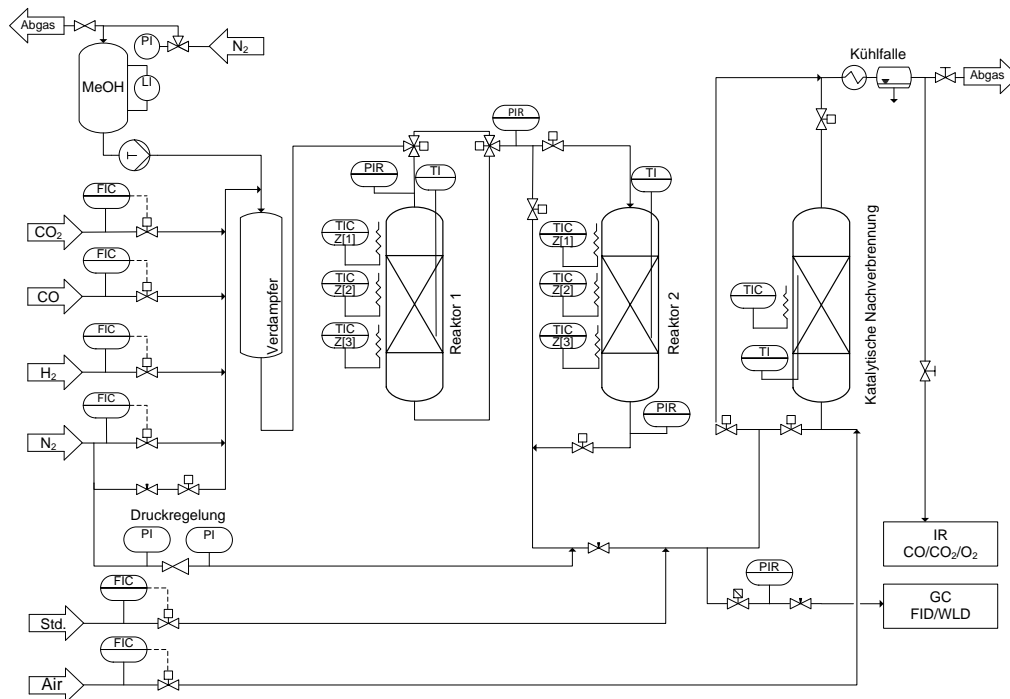 Abgas
PI
N₂
MeOH
LI
T
Kühlfalle
Abgas
PIR
PIR
TI
TI
FIC
CO₂
FIC
CO
FIC
H₂
FIC
N₂
Verdampfer
TIC
Z[1]
TIC
Z[2]
TIC
Z[3]
Reaktor 1
TIC
Z[1]
TIC
Z[2]
TIC
Z[3]
Reaktor 2
PIR
TIC
TI
Katalytische Nachverbrennung
Druckregelung
PI
PI
IR
CO/CO₂/O₂
PIR
GC
FID/WLD
FIC
Std.
FIC
Air